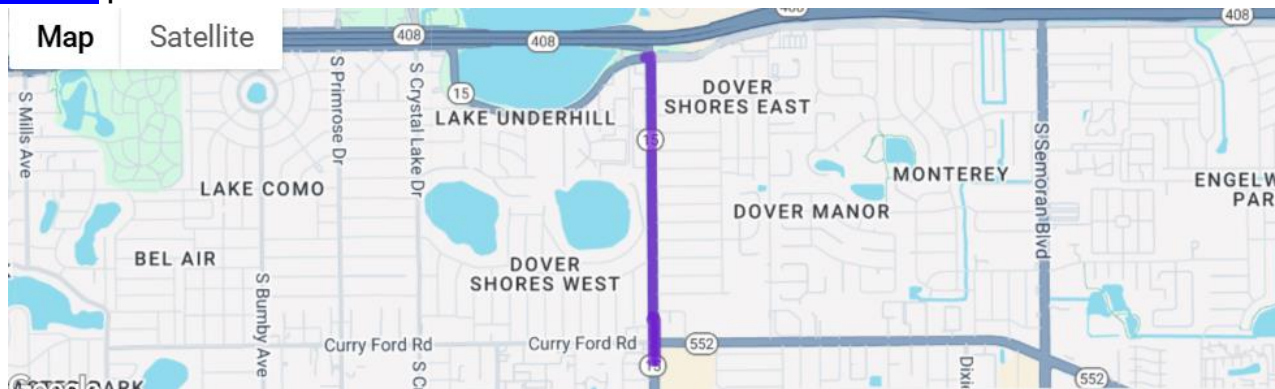 Map
Satellite
408
408
408
S Mills Ave
S Primrose Dr
S Crystal Lake Dr
15
LAKE UNDERHILL
DOVER
SHORES EAST
15
S Semoran Blvd
MONTEREY
ENGELW
PAR
LAKE COMO
DOVER MANOR
BEL AIR
DOVER
SHORES WEST
S Bumby Ave
Curry Ford Rd
Curry Ford Rd
552
S C
15
Dixi
552